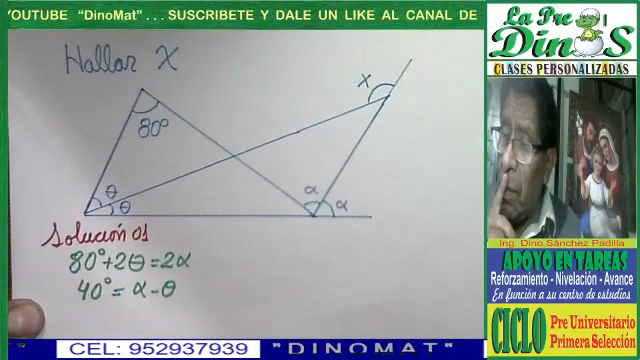 YOUTUBE "DinoMat" . . . SUSCRIBETE Y DALE UN LIKE AL CANAL DE
La Pre
DinoS
CLASES PERSONALIZADAS
Hallar X
X
80°
θ
θ
α
α
Solución 01
80°+2θ=2α
40°=α-θ
Ing. Dino Sánchez Padilla
APOYO EN TAREAS
Reforzamiento - Nivelación - Avance
En función a su centro de estudios
CICLO Pre Universitario
Primera Selección
CEL: 952937939 "DINOMAT"